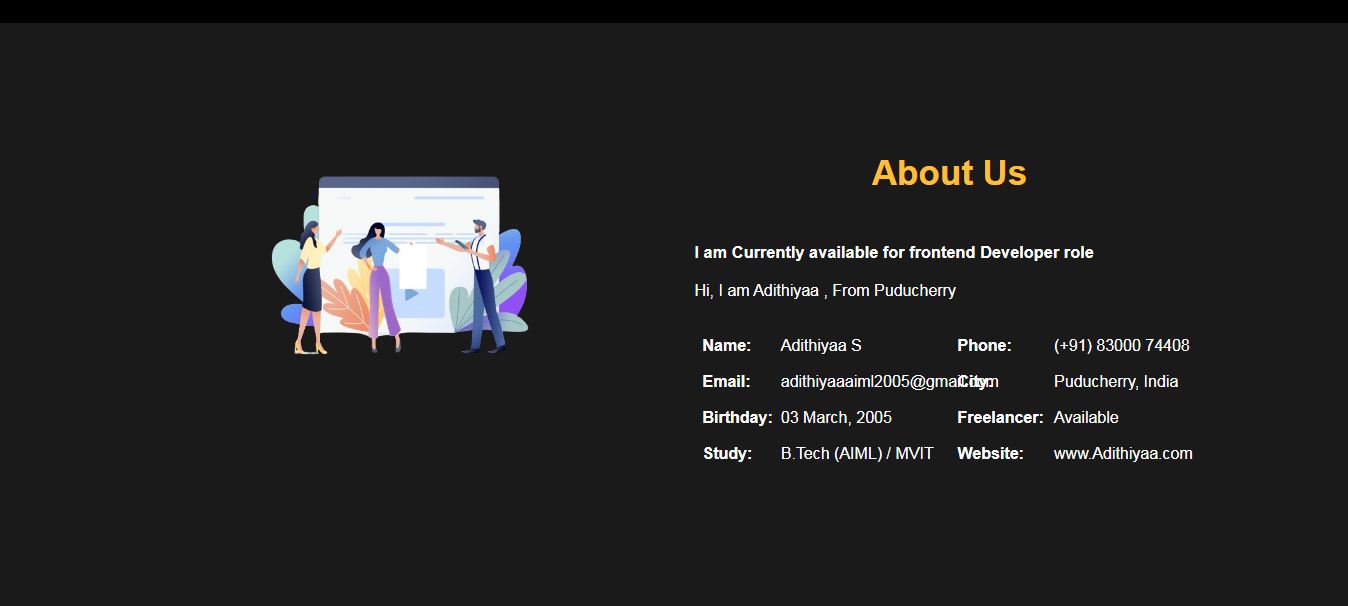 About Us
I am Currently available for frontend Developer role
Hi, I am Adithiyaa , From Puducherry
Name: Adithiyaa S Phone: (+91) 83000 74408
Email: adithiyaaaiml2005@gmail.com City: Puducherry, India
Birthday: 03 March, 2005 Freelancer: Available
Study: B.Tech (AIML) / MVIT Website: www.Adithiyaa.com